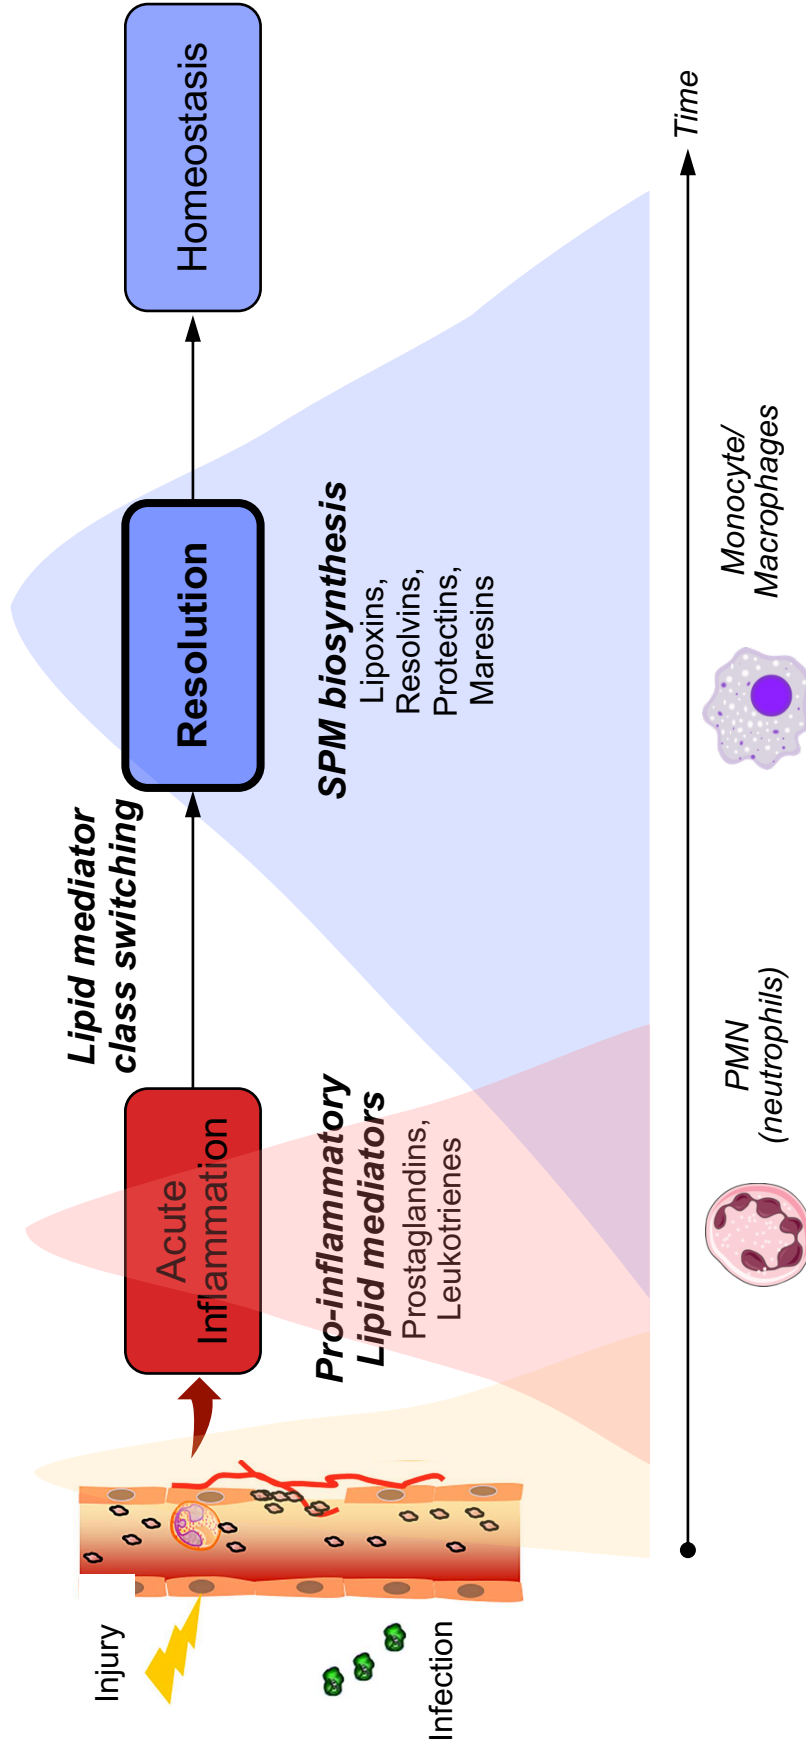 Injury
Infection
Acute
Inflammation
Pro-inflammatory
Lipid mediators
Prostaglandins,
Leukotrienes
Lipid mediator
class switching
Resolution
SPM biosynthesis
Lipoxins,
Resolvins,
Protectins,
Maresins
Homeostasis
PMN
(neutrophils)
Monocyte/
Macrophages
Time